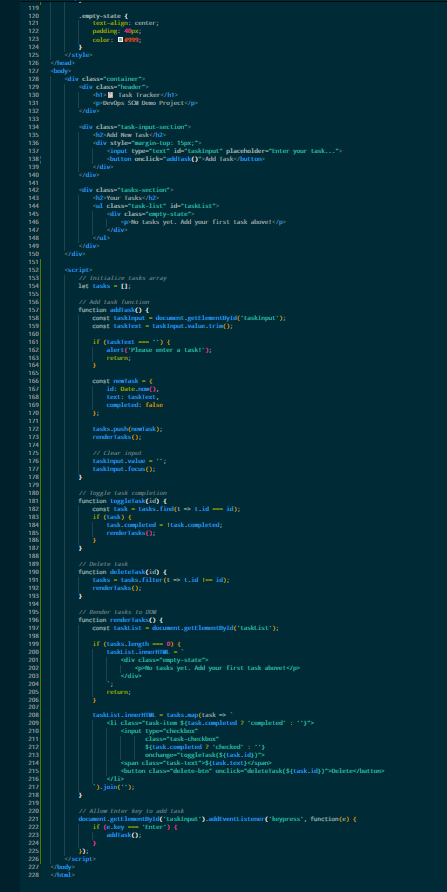 119
120 .empty-state {
121 text-align: center;
122 padding: 40px;
123 color: #999;
124 }
125 </style>
126 </head>
127 <body>
128 <div class="container">
129 <div class="header">
130 <h1> Task Tracker</h1>
131 <p>DevOps SCM Demo Project</p>
132 </div>
133
134 <div class="task-input-section">
135 <h2>Add New Task</h2>
136 <div style="margin-top: 15px;">
137 <input type="text" id="taskInput" placeholder="Enter your task...">
138 <button onclick="addTask()">Add Task</button>
139 </div>
140 </div>
141
142 <div class="tasks-section">
143 <h2>Your Tasks</h2>
144 <ul class="task-list" id="taskList">
145 <div class="empty-state">
146 <p>No tasks yet. Add your first task above!</p>
147 </div>
148 </ul>
149 </div>
150 </div>
151
152 <script>
153 // Initialize tasks array
154 let tasks = [];
155
156 // Add task function
157 function addTask() {
158 const taskInput = document.getElementById('taskInput');
159 const taskText = taskInput.value.trim();
160
161 if (taskText === '') {
162 alert('Please enter a task!');
163 return;
164 }
165
166 const newTask = {
167 id: Date.now(),
168 text: taskText,
169 completed: false
170 };
171
172 tasks.push(newTask);
173 renderTasks();
174
175 // Clear input
176 taskInput.value = '';
177 taskInput.focus();
178 }
179
180 // Toggle task completion
181 function toggleTask(id) {
182 const task = tasks.find(t => t.id === id);
183 if (task) {
184 task.completed = !task.completed;
185 renderTasks();
186 }
187 }
188
189 // Delete task
190 function deleteTask(id) {
191 tasks = tasks.filter(t => t.id !== id);
192 renderTasks();
193 }
194
195 // Render tasks to DOM
196 function renderTasks() {
197 const taskList = document.getElementById('taskList');
198
199 if (tasks.length === 0) {
200 taskList.innerHTML = `
201 <div class="empty-state">
202 <p>No tasks yet. Add your first task above!</p>
203 </div>
204 `;
205 return;
206 }
207
208 taskList.innerHTML = tasks.map(task => `
209 <li class="task-item ${task.completed ? 'completed' : ''}">
210 <input type="checkbox"
211 class="task-checkbox"
212 ${task.completed ? 'checked' : ''}
213 onchange="toggleTask(${task.id})">
214 <span class="task-text">${task.text}</span>
215 <button class="delete-btn" onclick="deleteTask(${task.id})">Delete</button>
216 </li>
217 `).join('');
218 }
219
220 // Allow Enter key to add task
221 document.getElementById('taskInput').addEventListener('keypress', function(e) {
222 if (e.key === 'Enter') {
223 addTask();
224 }
225 });
226 </script>
227 </body>
228 </html>